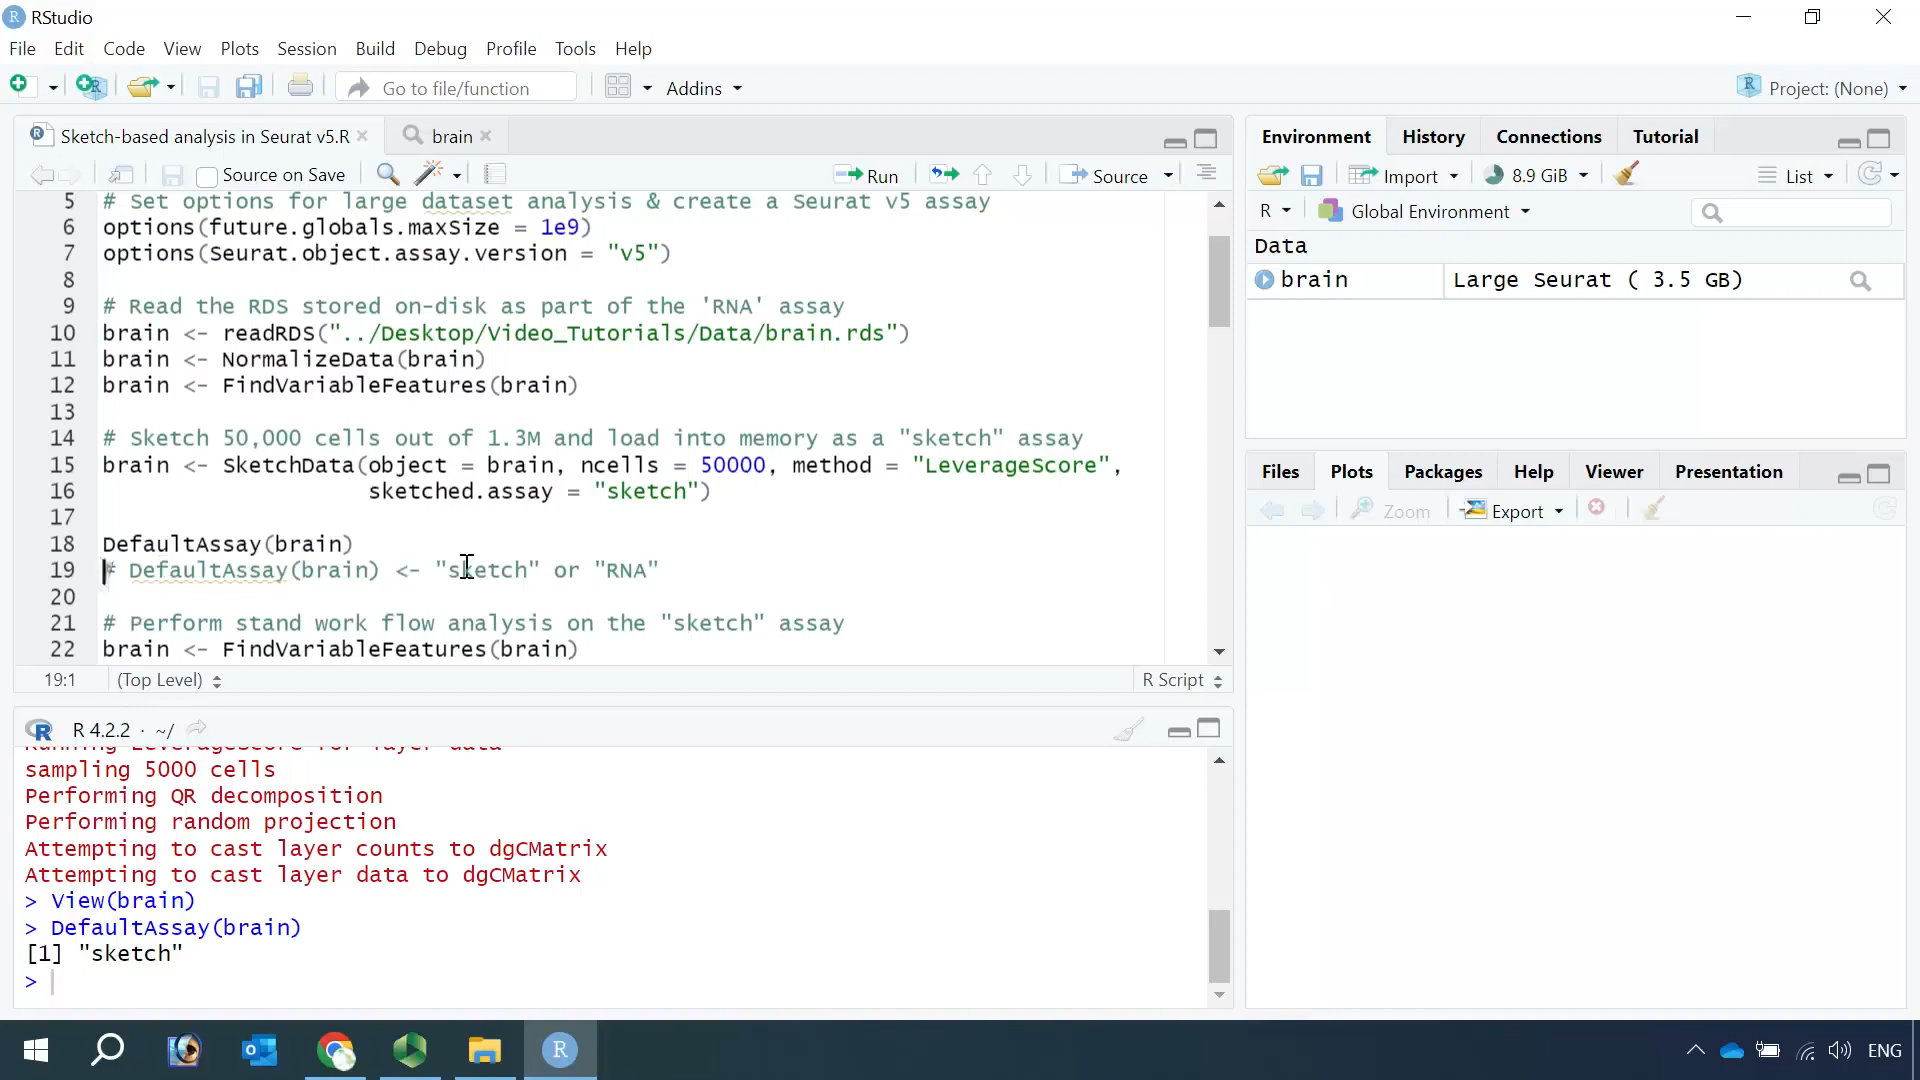 RStudio
File Edit Code View Plots Session Build Debug Profile Tools Help
Go to file/function Addins Project: (None)
Sketch-based analysis in Seurat v5.R brain
Source on Save Run Source
5 # Set options for large dataset analysis & create a Seurat v5 assay
6 options(future.globals.maxSize = 1e9)
7 options(Seurat.object.assay.version = "v5")
8
9 # Read the RDS stored on-disk as part of the 'RNA' assay
10 brain <- readRDS("../Desktop/Video_Tutorials/Data/brain.rds")
11 brain <- NormalizeData(brain)
12 brain <- FindVariableFeatures(brain)
13
14 # Sketch 50,000 cells out of 1.3M and load into memory as a "sketch" assay
15 brain <- SketchData(object = brain, ncells = 50000, method = "LeverageScore",
16 sketched.assay = "sketch")
17
18 DefaultAssay(brain)
19 # DefaultAssay(brain) <- "sketch" or "RNA"
20
21 # Perform stand work flow analysis on the "sketch" assay
22 brain <- FindVariableFeatures(brain)
19:1 (Top Level) R Script
R 4.2.2 · ~/
Running LeverageScore for layer data
sampling 5000 cells
Performing QR decomposition
Performing random projection
Attempting to cast layer counts to dgCMatrix
Attempting to cast layer data to dgCMatrix
> View(brain)
> DefaultAssay(brain)
[1] "sketch"
>
Environment History Connections Tutorial
Import 8.9 GiB List
R Global Environment
Data
brain Large Seurat ( 3.5 GB)
Files Plots Packages Help Viewer Presentation
Zoom Export
ENG